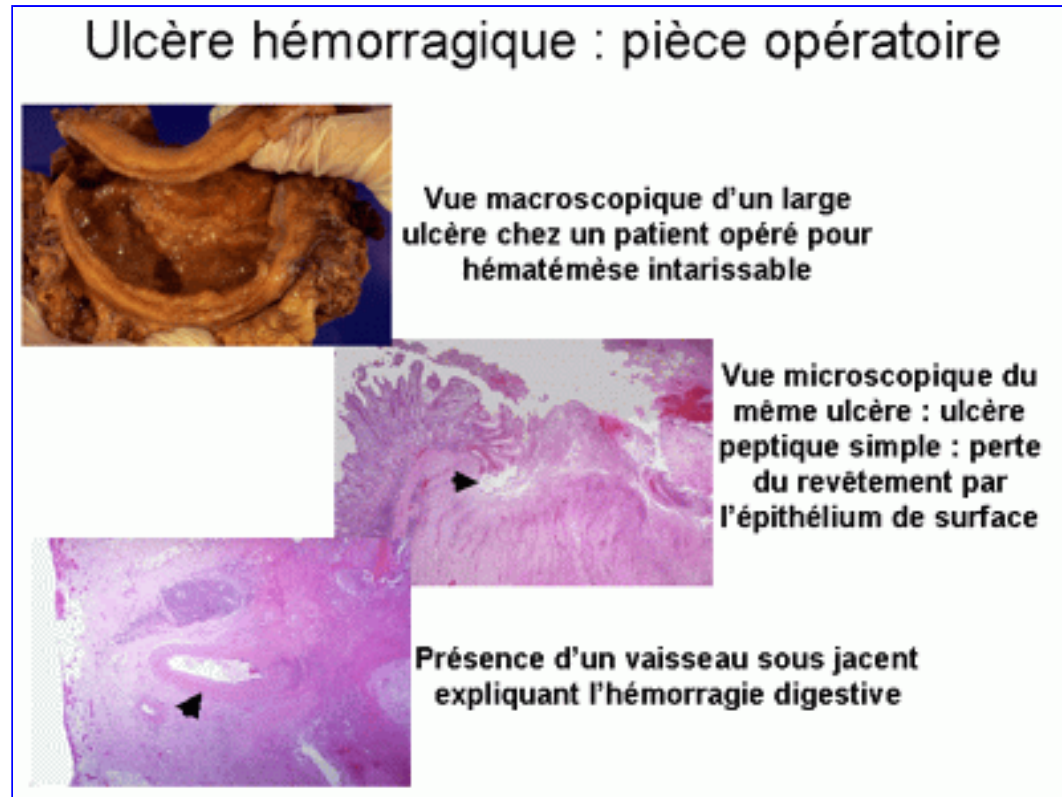 Ulcère hémorragique : pièce opératoire
Vue macroscopique d'un large
ulcère chez un patient opéré pour
hématémèse intarissable
Vue microscopique du
même ulcère : ulcère
peptique simple : perte
du revêtement par
l'épithélium de surface
Présence d'un vaisseau sous jacent
expliquant l'hémorragie digestive